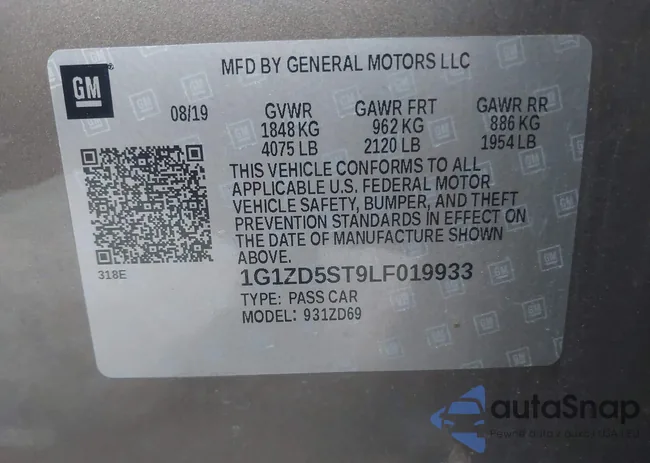 GM
MFD BY GENERAL MOTORS LLC
08/19 GVWR GAWR FRT GAWR RR
1848 KG 962 KG 886 KG
4075 LB 2120 LB 1954 LB
THIS VEHICLE CONFORMS TO ALL
APPLICABLE U.S. FEDERAL MOTOR
VEHICLE SAFETY, BUMPER, AND THEFT
PREVENTION STANDARDS IN EFFECT ON
THE DATE OF MANUFACTURE SHOWN
ABOVE.
318E
1G1ZD5ST9LF019933
TYPE: PASS CAR
MODEL: 931ZD69
autoSnap